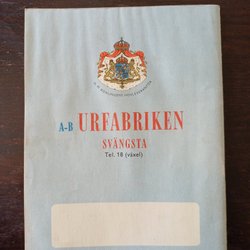 A-B URFABRIKEN
SVÄNGSTA
Tel. 18 (växel)